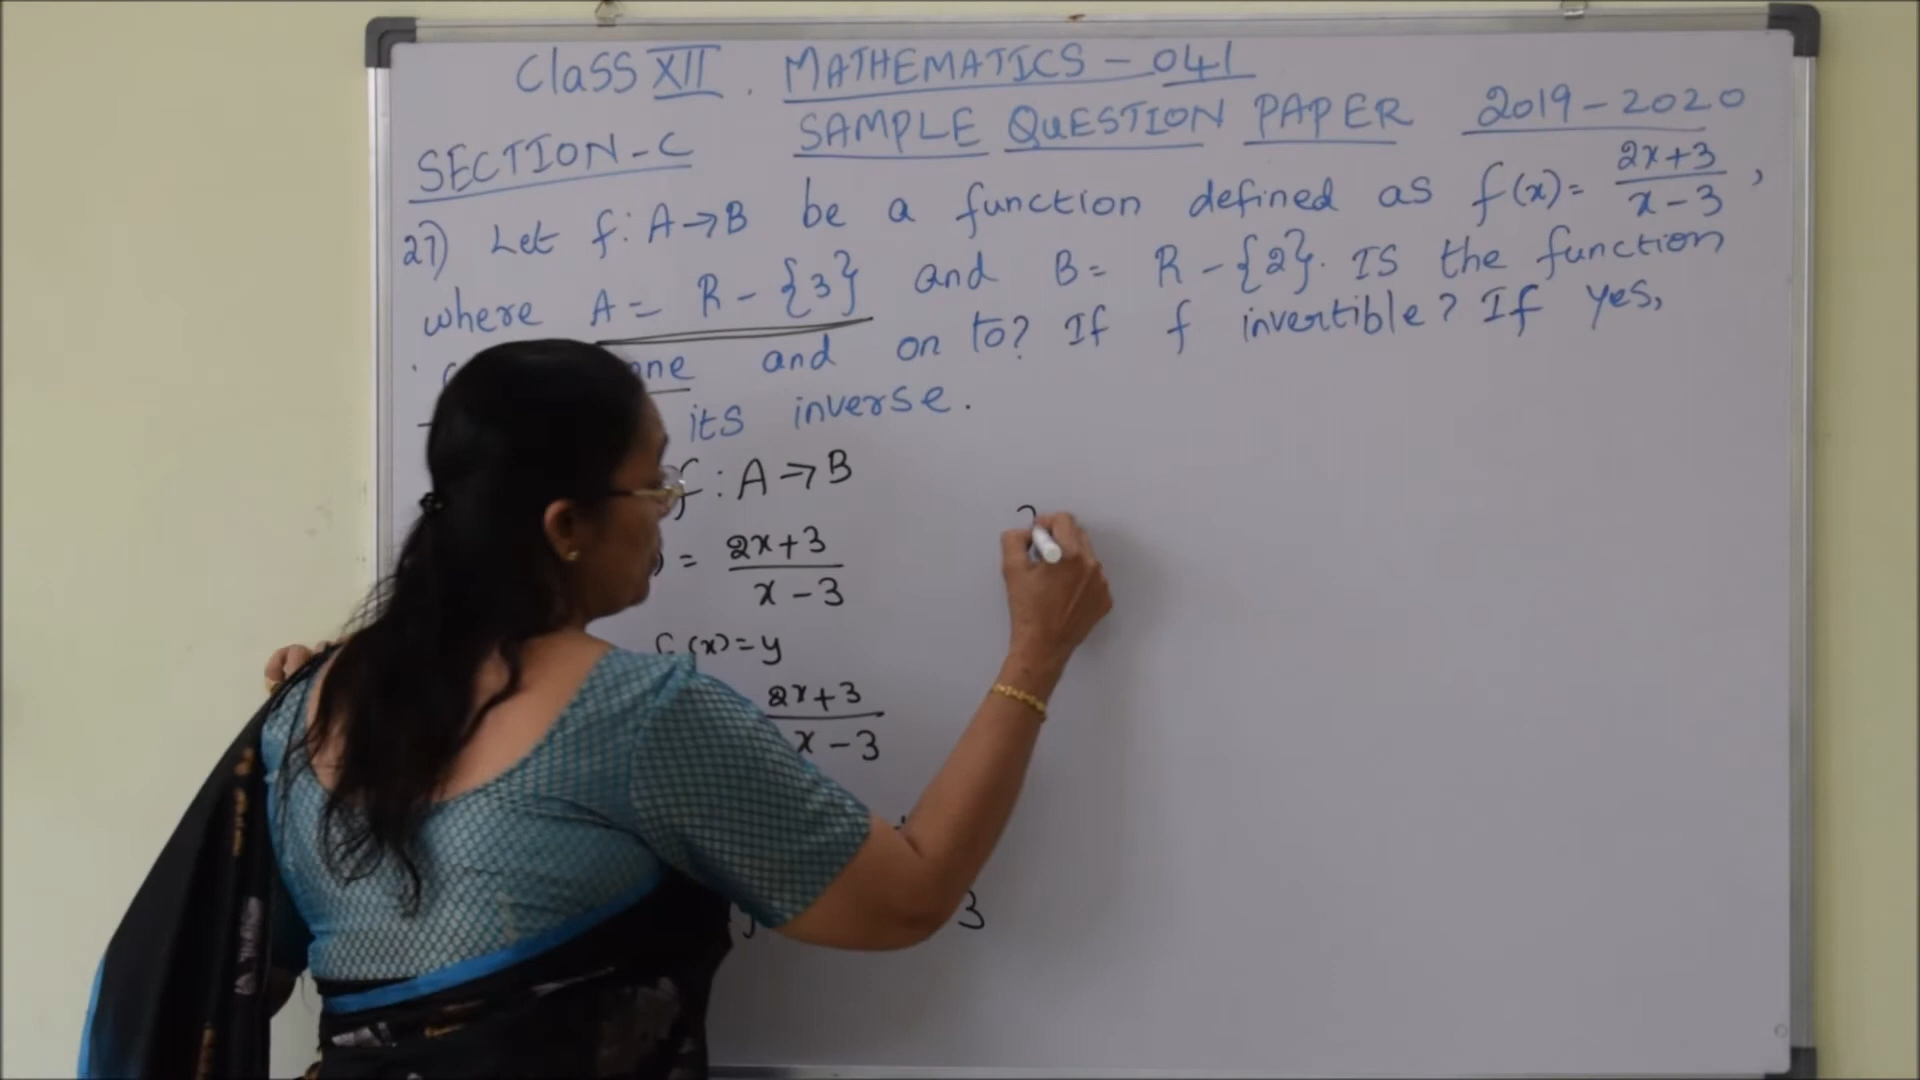 Class XII. MATHEMATICS - 041
SAMPLE QUESTION PAPER 2019-2020
SECTION-C
27) Let f: A→B be a function defined as f(x)= 2x+3 / x-3 ,
where A = R - {3} and B = R - {2}. IS the function
one and on to? If f invertible? If yes,
its inverse.
f : A→B
= 2x+3 / x-3
f(x)=y
2x+3 / x-3
3